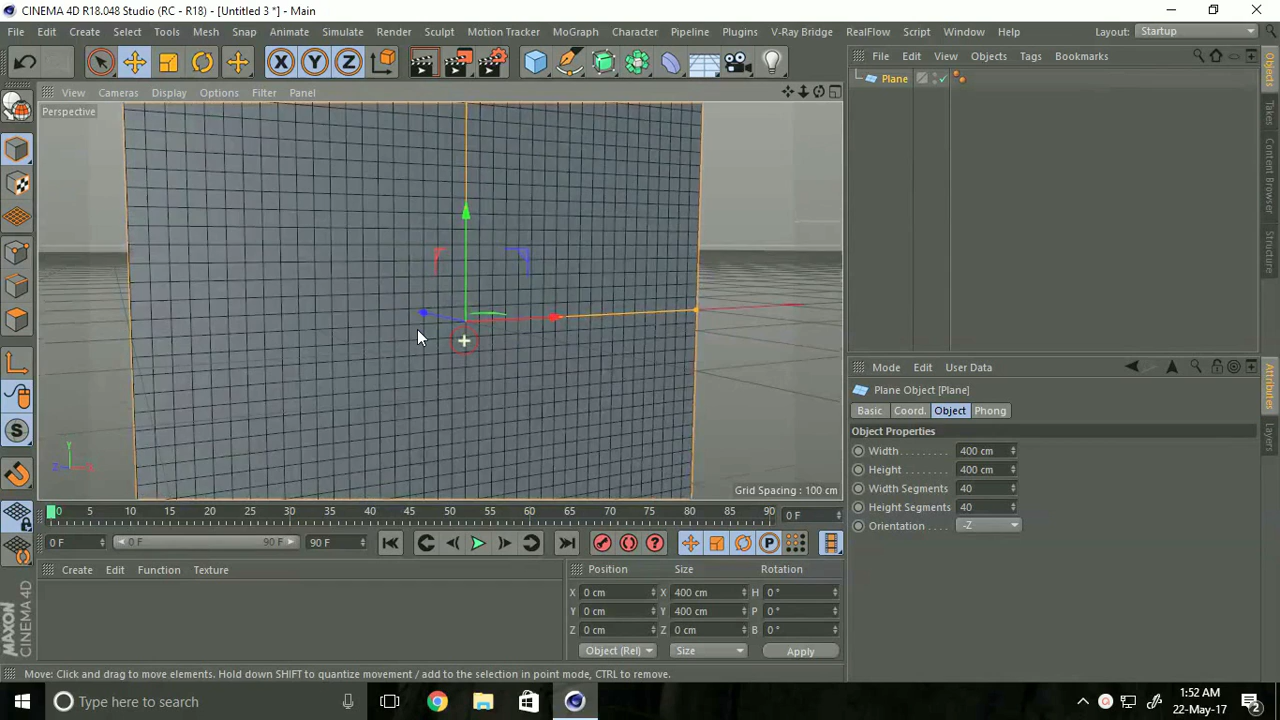 CINEMA 4D R18.048 Studio (RC - R18) - [Untitled 3 *] - Main
File Edit Create Select Tools Mesh Snap Animate Simulate Render Sculpt Motion Tracker MoGraph Character Pipeline Plugins V-Ray Bridge RealFlow Script Window Help Layout: Startup
X Y Z
File Edit View Objects Tags Bookmarks
Plane
View Cameras Display Options Filter Panel
Perspective
Y
Z X
Grid Spacing : 100 cm
Objects
Takes
Content Browser
Structure
Mode Edit User Data
Plane Object [Plane]
Basic Coord. Object Phong
Object Properties
Width . . . . . . . . . 400 cm
Height . . . . . . . . 400 cm
Width Segments 40
Height Segments 40
Orientation . . . . -Z
Attributes
Layers
S
0 5 10 15 20 25 30 35 40 45 50 55 60 65 70 75 80 85 90 0 F
0 F 0 F 90 F 90 F
P
Create Edit Function Texture
Position Size Rotation
X 0 cm X 400 cm H 0 °
Y 0 cm Y 400 cm P 0 °
Z 0 cm Z 0 cm B 0 °
Object (Rel) Size Apply
MAXON
CINEMA 4D
Move: Click and drag to move elements. Hold down SHIFT to quantize movement / add to the selection in point mode, CTRL to remove.
Type here to search
1:52 AM
22-May-17
2